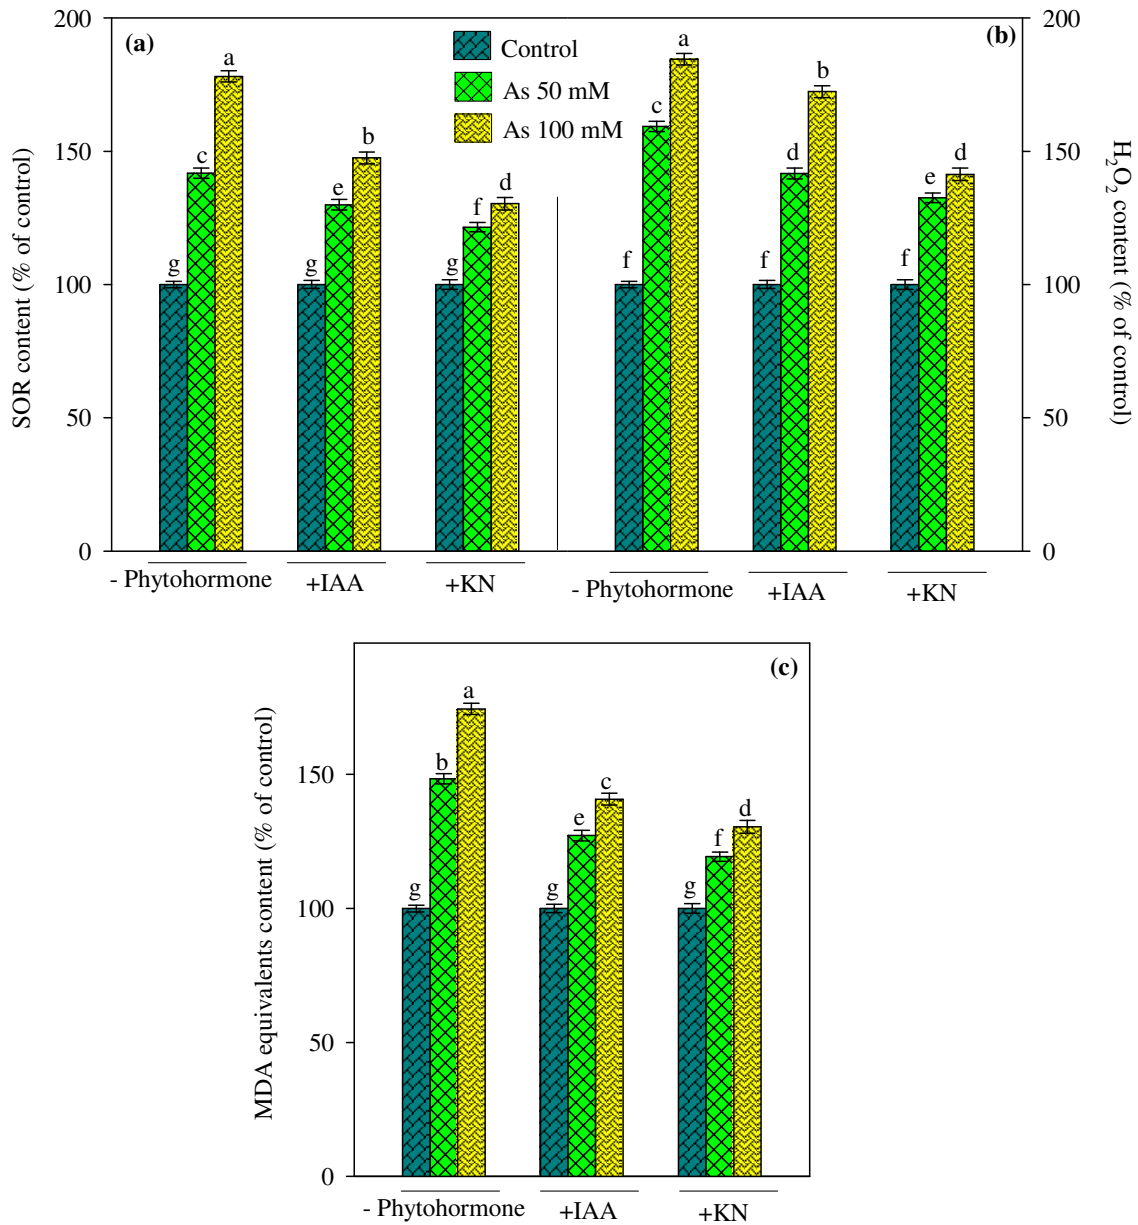 200
(a)
Control
As 50 mM
As 100 mM
(b)
200
a
c
b
e
d
f
g
g
g
a
c
b
d
d
e
f
f
f
150
100
50
0
150
100
50
0
SOR content (% of control)
H₂O₂ content (% of control)
- Phytohormone
+IAA
+KN
- Phytohormone
+IAA
+KN
(c)
a
b
c
e
d
f
g
g
g
150
100
50
0
MDA equivalents content (% of control)
- Phytohormone
+IAA
+KN